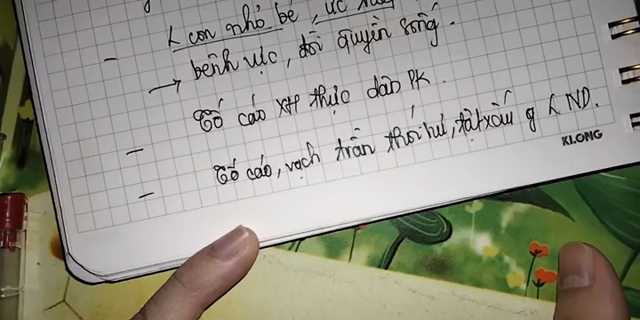 - < con nhỏ bé, ức
→ bênh vực, đòi quyền sống.
- Tố cáo XH thực dân PK.
- Tố cáo, vạch trần thói hư, tật xấu g < ND.
KLONG